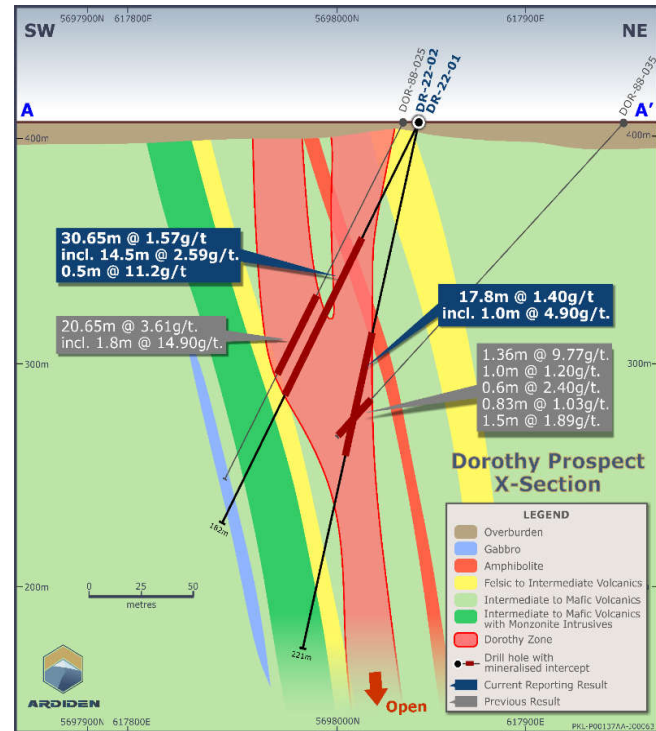 SW
5697900N 617800E
5698000N
617900E
NE
DOR-88-025
DR-22-02
DR-22-01
DOR-88-035
A
A'
400m
400m
30.65m @ 1.57g/t
incl. 14.5m @ 2.59g/t.
0.5m @ 11.2g/t
17.8m @ 1.40g/t
incl. 1.0m @ 4.90g/t.
20.65m @ 3.61g/t.
incl. 1.8m @ 14.90g/t.
1.36m @ 9.77g/t.
1.0m @ 1.20g/t.
0.6m @ 2.40g/t.
0.83m @ 1.03g/t.
1.5m @ 1.89g/t.
300m
300m
Dorothy Prospect
X-Section
LEGEND
Overburden
Gabbro
Amphibolite
Felsic to Intermediate Volcanics
Intermediate to Mafic Volcanics
Intermediate to Mafic Volcanics
with Monzonite Intrusives
Dorothy Zone
Drill hole with
mineralised intercept
Current Reporting Result
Previous Result
182m
200m
200m
0 50
metres
221m
ARDIDEN
Open
5697900N 617800E
5698000N
617900E
PKL-P00137AA-J00063